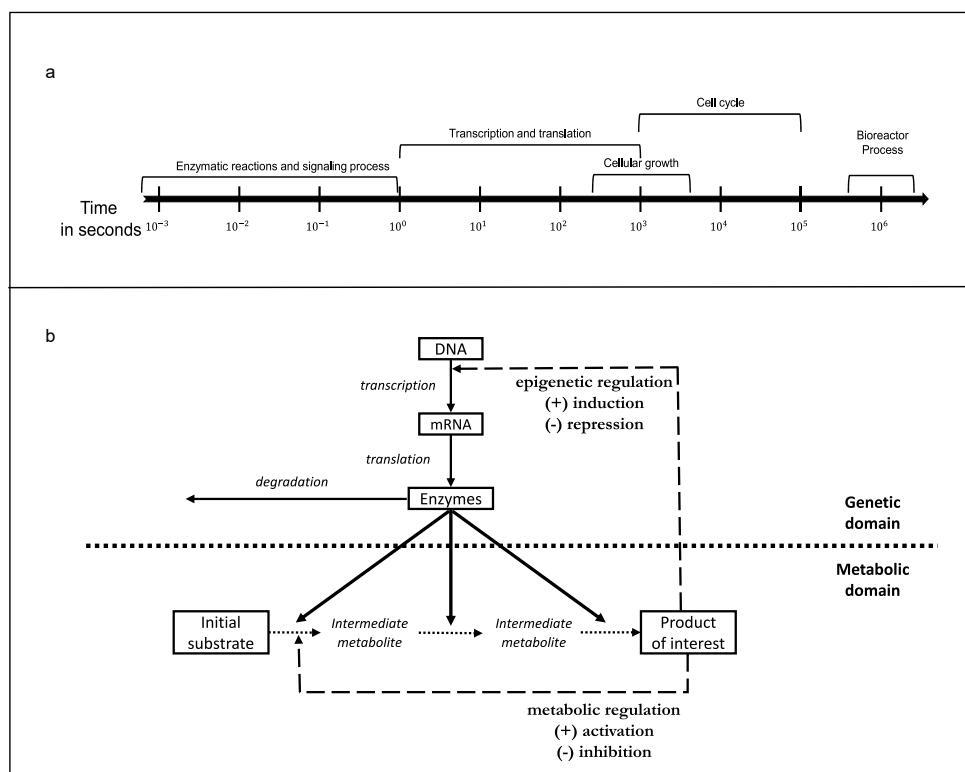 a
Cell cycle
Transcription and translation
Bioreactor
Process
Enzymatic reactions and signaling process
Cellular growth
Time
in seconds
10⁻³ 10⁻² 10⁻¹ 10⁰ 10¹ 10² 10³ 10⁴ 10⁵ 10⁶
b
DNA
transcription
epigenetic regulation
(+) induction
(-) repression
mRNA
translation
degradation
Enzymes
Genetic
domain
Metabolic
domain
Initial
substrate
Intermediate
metabolite
Intermediate
metabolite
Product
of interest
metabolic regulation
(+) activation
(-) inhibition